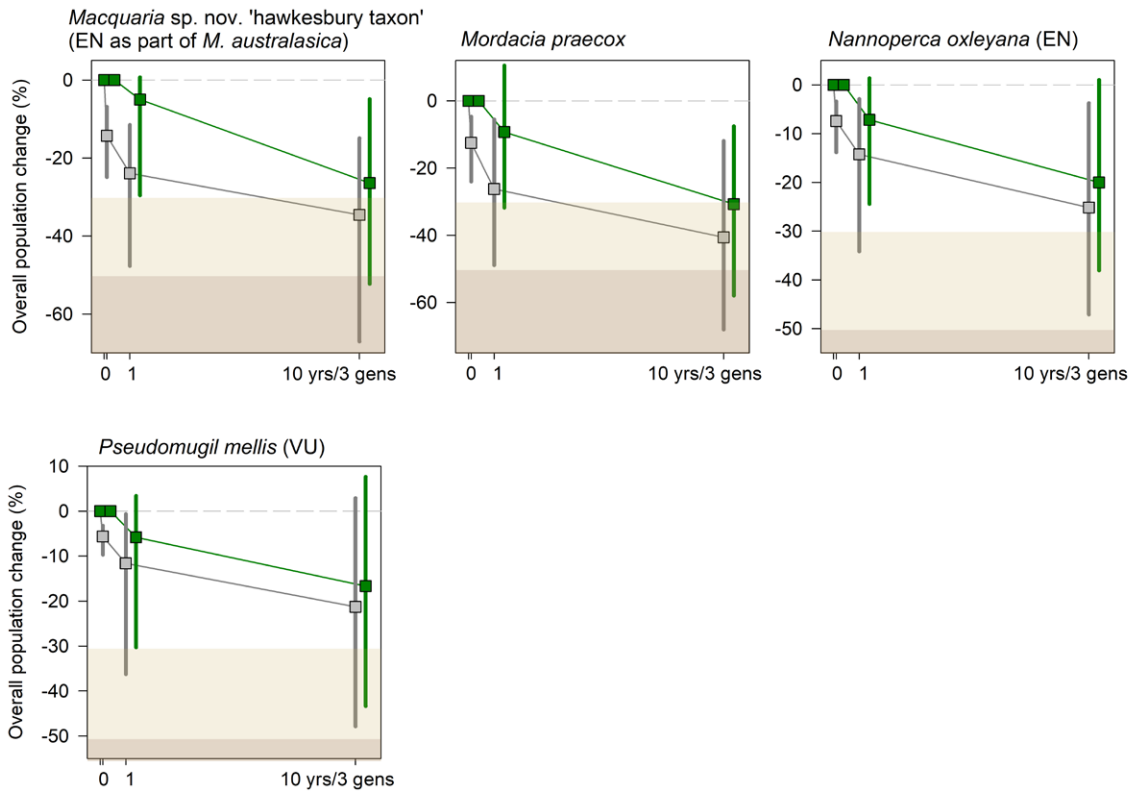 Macquaria sp. nov. 'hawkesbury taxon'
(EN as part of M. australasica)
Mordacia praecox
Nannoperca oxleyana (EN)
Overall population change (%)
0
-20
-40
-60
0
-10
-20
-30
-40
-50
0
-10
-20
-30
-40
-50
0 1 10 yrs/3 gens
0 1 10 yrs/3 gens
0 1 10 yrs/3 gens
Pseudomugil mellis (VU)
Overall population change (%)
10
0
-10
-20
-30
-40
-50
0 1 10 yrs/3 gens